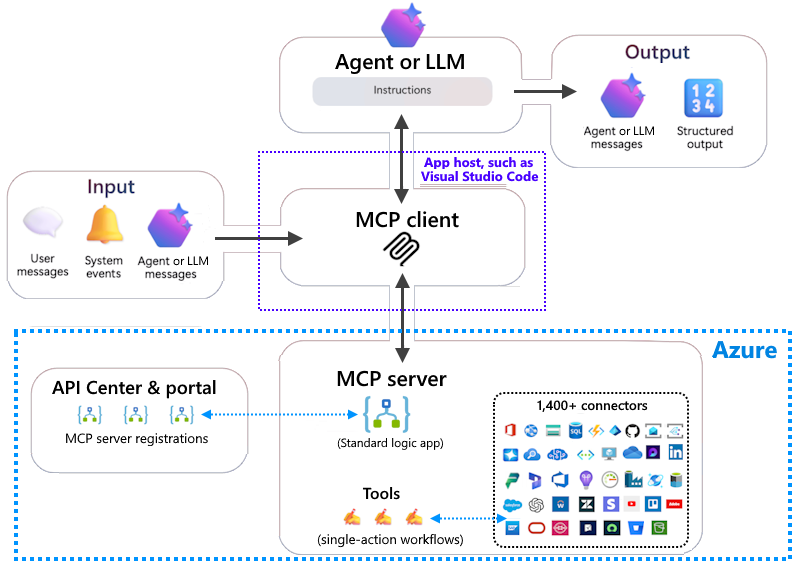 Agent or LLM
Instructions
Output
Agent or LLM
messages
1 2
3 4
Structured
output
App host, such as
Visual Studio Code
Input
User
messages
System
events
Agent or LLM
messages
MCP client
Azure
API Center & portal
MCP server registrations
MCP server
(Standard logic app)
Tools
(single-action workflows)
1,400+ connectors
SQL
in